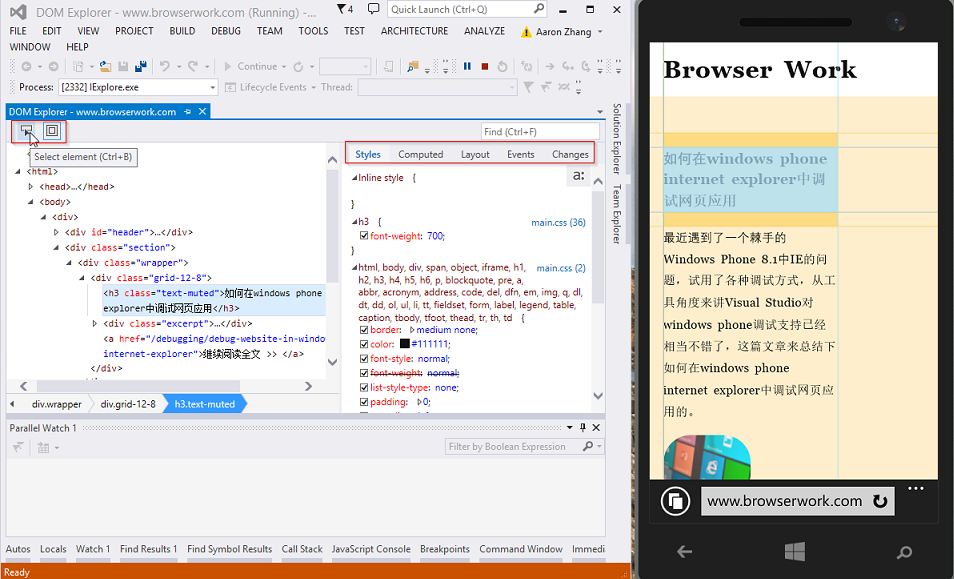 DOM Explorer - www.browserwork.com (Running) -...
4
Quick Launch (Ctrl+Q)
FILE EDIT VIEW PROJECT BUILD DEBUG TEAM TOOLS TEST ARCHITECTURE ANALYZE Aaron Zhang
WINDOW HELP
Continue
Process: [2332] IExplore.exe Lifecycle Events Thread:
DOM Explorer - www.browserwork.com
Find (Ctrl+F)
Select element (Ctrl+B)
<html>
<head>...</head>
<body>
<div>
<div id="header">...</div>
<div class="section">
<div class="wrapper">
<div class="grid-12-8">
<h3 class="text-muted">如何在windows phone
explorer中调试网页应用</h3>
<div class="excerpt">...</div>
<a href="/debugging/debug-website-in-window
internet-explorer">继续阅读全文 >> </a>
</div>
div.wrapper div.grid-12-8 h3.text-muted
Styles Computed Layout Events Changes
a:
Inline style {
}
h3 { main.css (36)
font-weight: 700;
}
html, body, div, span, object, iframe, h1, main.css (2)
h2, h3, h4, h5, h6, p, blockquote, pre, a,
abbr, acronym, address, code, del, dfn, em, img, q, dl,
dt, dd, ol, ul, li, tt, fieldset, form, label, legend, table,
caption, tbody, tfoot, thead, tr, th, td {
border: medium none;
color: #111111;
font-style: normal;
font-weight: normal;
list-style-type: none;
padding: 0;
Solution Explorer
Team Explorer
Parallel Watch 1
Filter by Boolean Expression
Autos Locals Watch 1 Find Results 1 Find Symbol Results Call Stack JavaScript Console Breakpoints Command Window Immedi
Ready
Browser Work
如何在windows phone
internet explorer中调
试网页应用
最近遇到了一个棘手的
Windows Phone 8.1中IE的问
题，试用了各种调试方式，从工
具角度来讲Visual Studio对
windows phone调试支持已经
相当不错了，这篇文章来总结下
如何在windows phone
internet explorer中调试网页应
用的。
www.browserwork.com